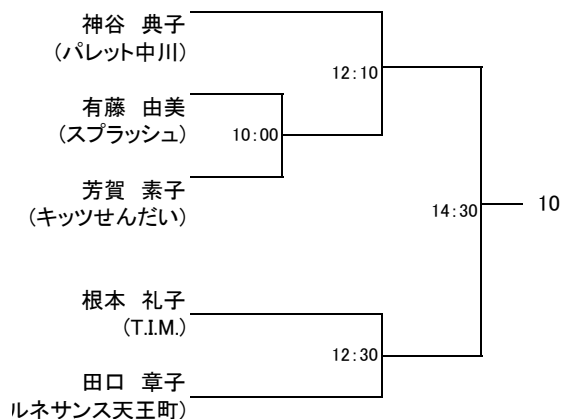 神谷 典子
(パレット中川)
12:10
有藤 由美
(スプラッシュ)
10:00
芳賀 素子
(キッツせんだい)
14:30
10
根本 礼子
(T.I.M.)
12:30
田口 章子
ルネサンス天王町)